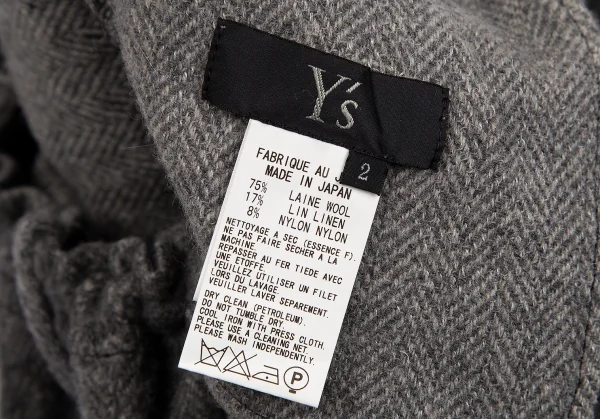 Y's
2
FABRIQUE AU J
MADE IN JAPAN
75% LAINE WOOL
17% LIN LINEN
8% NYLON NYLON
NETTOYAGE A SEC (ESSENCE F).
NE PAS FAIRE SECHER A LA
MACHINE.
REPASSER AU FER TIEDE AVEC
UNE ETOFFE.
VEUILLEZ UTILISER UN FILET
LORS DU LAVAGE.
VEUILLER LAVER SEPAREMENT.
DRY CLEAN (PETROLEUM).
DO NOT TUMBLE DRY.
COOL IRON WITH PRESS CLOTH.
PLEASE USE A CLEANING NET
PLEASE WASH INDEPENDENTLY.
P